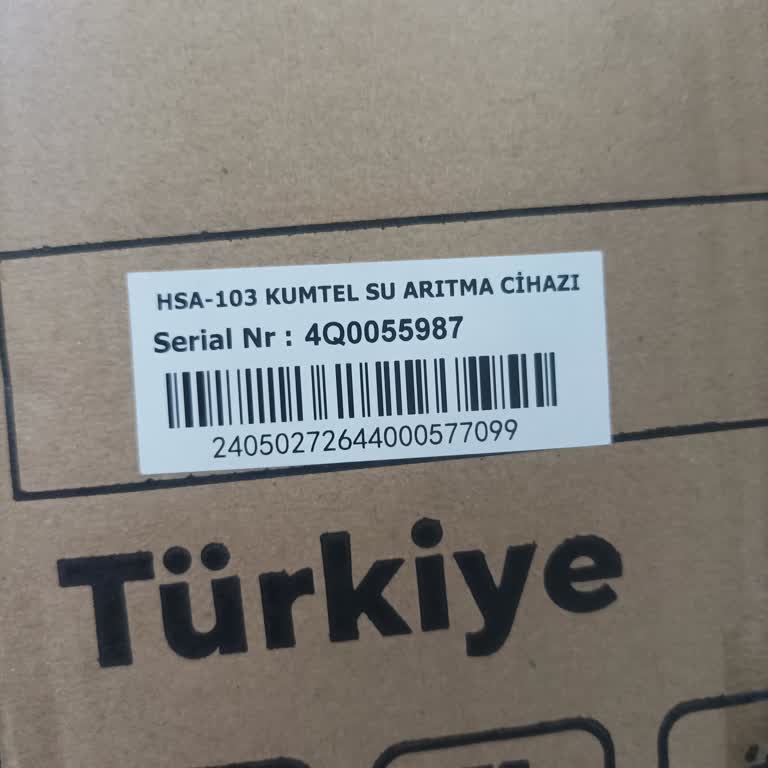 HSA-103 KUMTEL SU ARITMA CİHAZI
Serial Nr : 4Q0055987
24050272644000577099
Türkiye